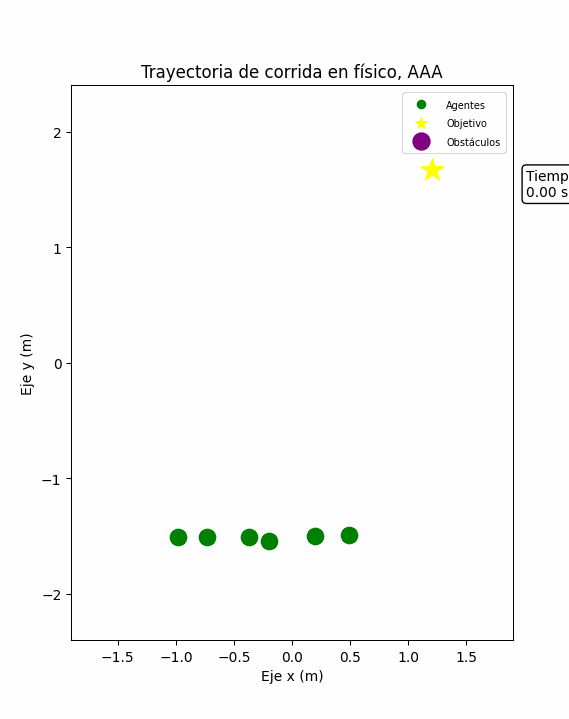 Trayectoria de corrida en físico, AAA
Agentes
Objetivo
Obstáculos
Tiemp
0.00 s
Eje y (m)
2
1
0
−1
−2
−1.5
−1.0
−0.5
0.0
0.5
1.0
1.5
Eje x (m)